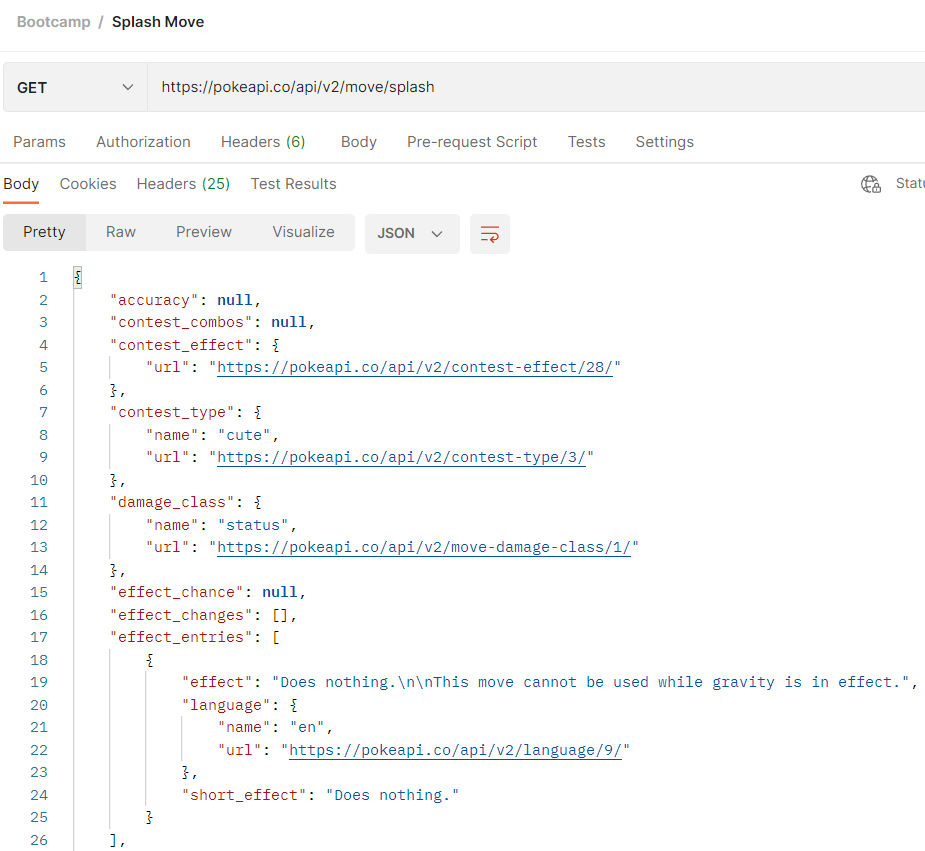 Bootcamp / Splash Move
GET https://pokeapi.co/api/v2/move/splash
Params Authorization Headers (6) Body Pre-request Script Tests Settings
Body Cookies Headers (25) Test Results Statu
Pretty Raw Preview Visualize JSON
1 {
2 "accuracy": null,
3 "contest_combos": null,
4 "contest_effect": {
5 "url": "https://pokeapi.co/api/v2/contest-effect/28/"
6 },
7 "contest_type": {
8 "name": "cute",
9 "url": "https://pokeapi.co/api/v2/contest-type/3/"
10 },
11 "damage_class": {
12 "name": "status",
13 "url": "https://pokeapi.co/api/v2/move-damage-class/1/"
14 },
15 "effect_chance": null,
16 "effect_changes": [],
17 "effect_entries": [
18 {
19 "effect": "Does nothing.\n\nThis move cannot be used while gravity is in effect.",
20 "language": {
21 "name": "en",
22 "url": "https://pokeapi.co/api/v2/language/9/"
23 },
24 "short_effect": "Does nothing."
25 }
26 ],